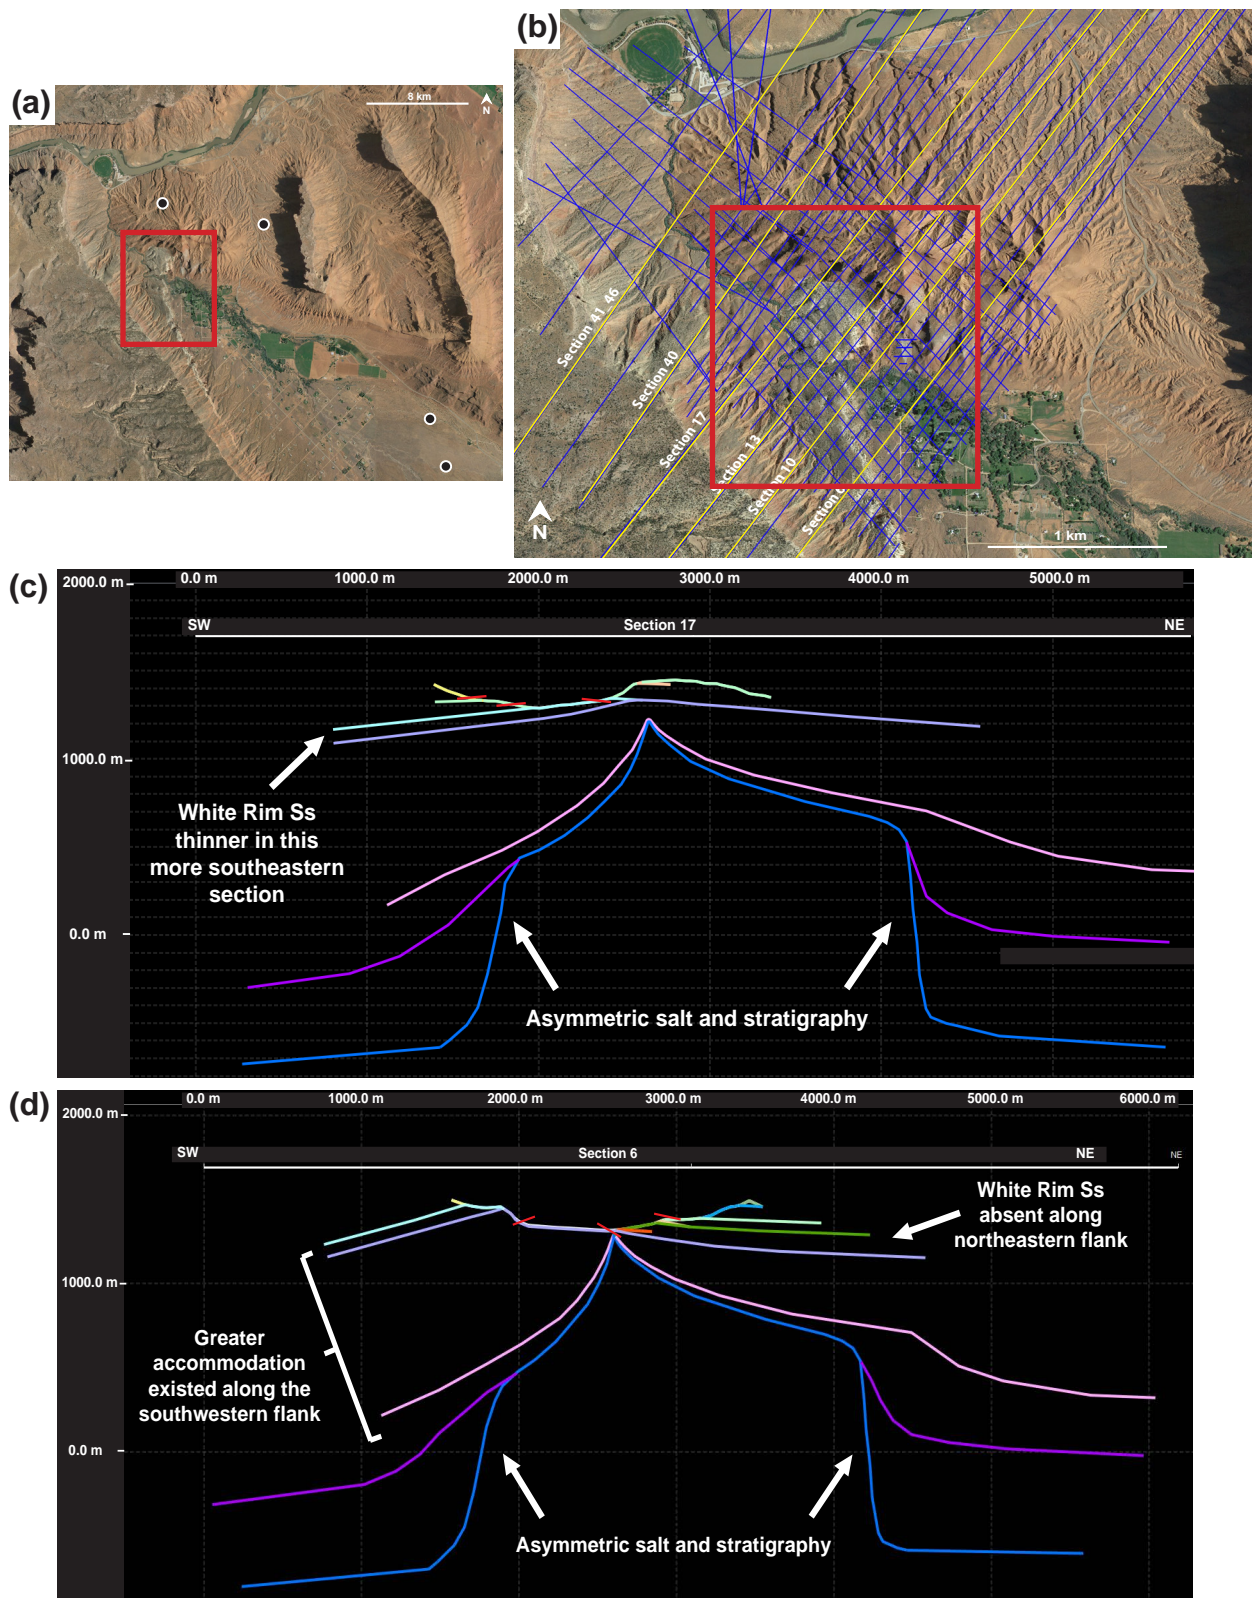 (a)
8 km
N
(b)
Section 41 46
Section 40
Section 17
Section 13
Section 10
Section
N
1 km
(c)
2000.0 m
0.0 m 1000.0 m 2000.0 m 3000.0 m 4000.0 m 5000.0 m
SW Section 17 NE
1000.0 m
White Rim Ss
thinner in this
more southeastern
section
0.0 m
Asymmetric salt and stratigraphy
(d)
2000.0 m
0.0 m 1000.0 m 2000.0 m 3000.0 m 4000.0 m 5000.0 m 6000.0 m
SW Section 6 NE NE
White Rim Ss
absent along
northeastern flank
1000.0 m
Greater
accommodation
existed along the
southwestern flank
0.0 m
Asymmetric salt and stratigraphy